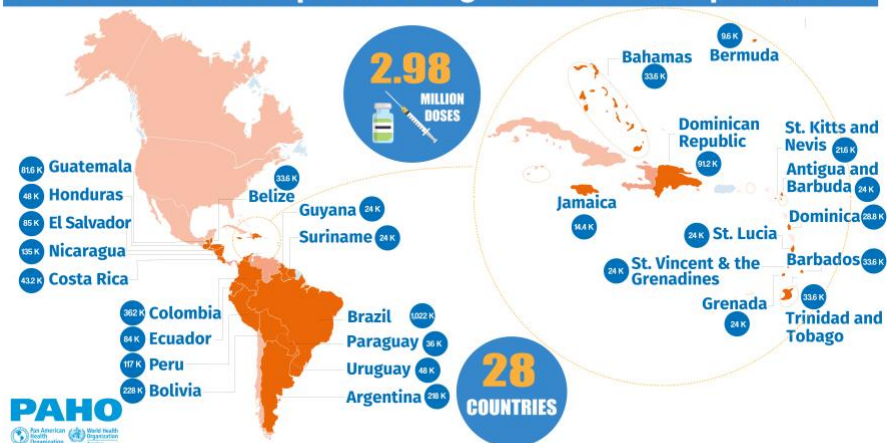 2.98
MILLION
DOSES
81.6 K Guatemala
48 K Honduras
85 K El Salvador
135 K Nicaragua
43.2 K Costa Rica
33.6 K
Belize
Guyana 24 K
Suriname 24 K
362 K Colombia
84 K Ecuador
117 K Peru
228 K Bolivia
Brazil 1,022 K
Paraguay 36 K
Uruguay 48 K
Argentina 218 K
28
COUNTRIES
Bahamas
33.6 K
9.6 K
Bermuda
Dominican
Republic
91.2 K
Jamaica
14.4 K
St. Kitts and
Nevis 21.6 K
Antigua and
Barbuda 24 K
Dominica 28.8 K
24 K St. Lucia
Barbados 33.6 K
24 K St. Vincent & the
Grenadines
Grenada
24 K
33.6 K
Trinidad and
Tobago
PAHO
Pan American
Health
Organization
World Health
Organization